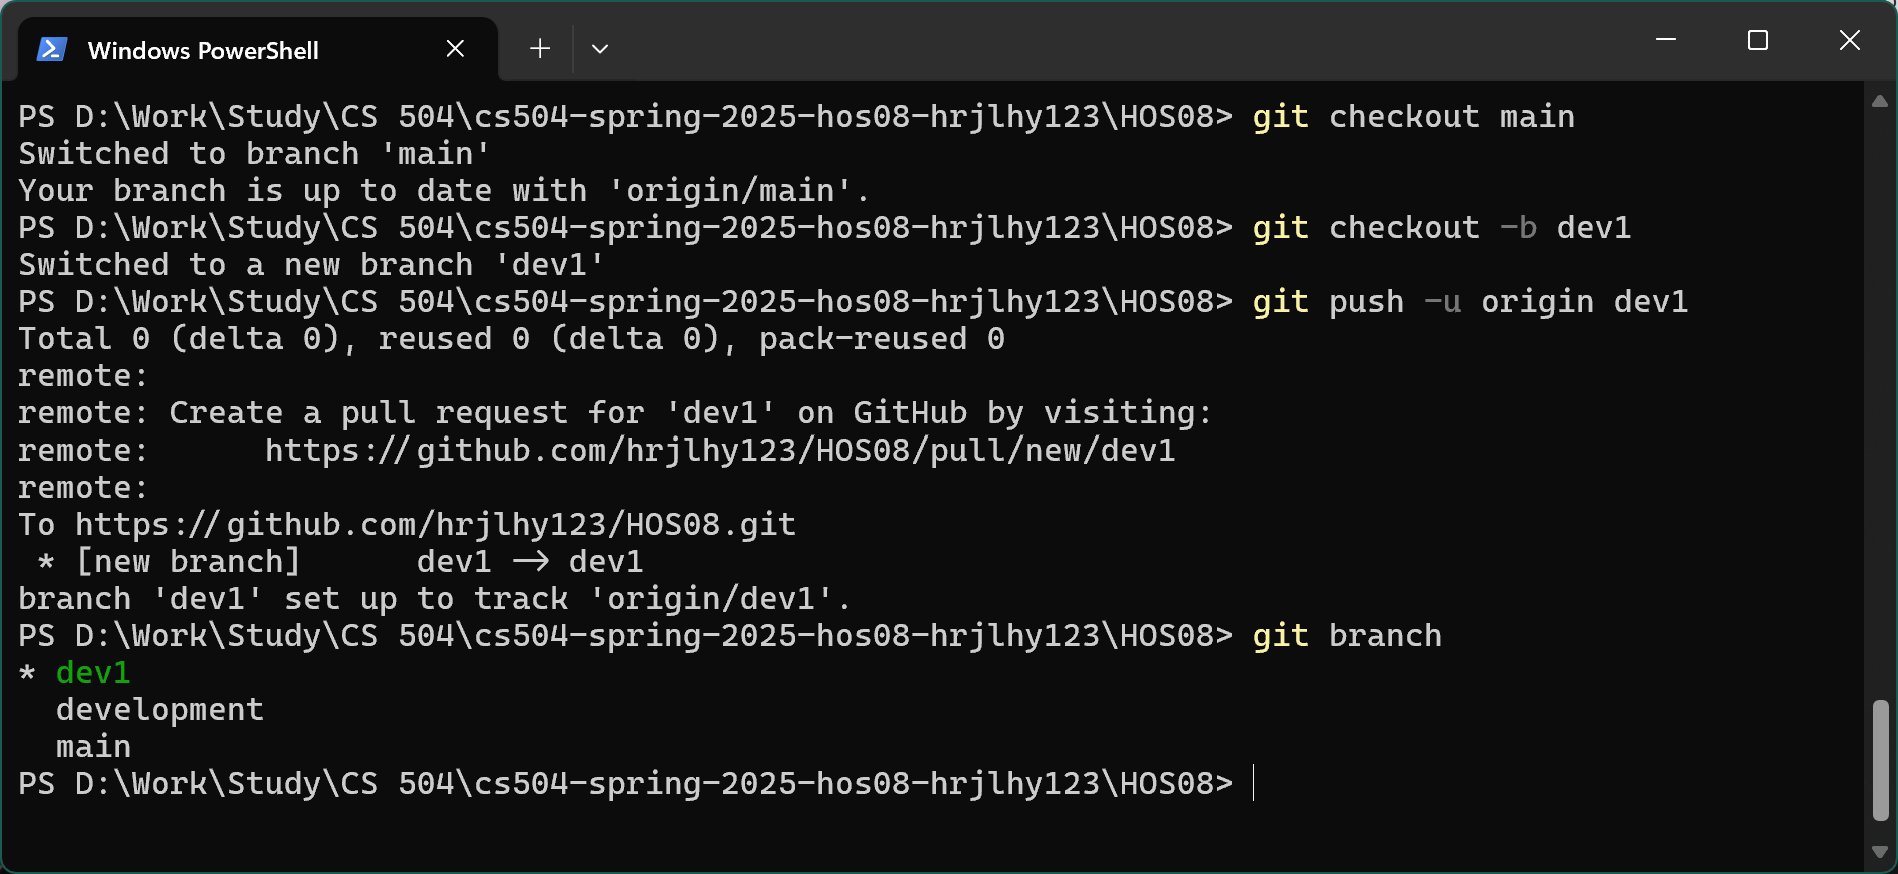 Windows PowerShell
PS D:\Work\Study\CS 504\cs504-spring-2025-hos08-hrjlhy123\HOS08> git checkout main
Switched to branch 'main'
Your branch is up to date with 'origin/main'.
PS D:\Work\Study\CS 504\cs504-spring-2025-hos08-hrjlhy123\HOS08> git checkout -b dev1
Switched to a new branch 'dev1'
PS D:\Work\Study\CS 504\cs504-spring-2025-hos08-hrjlhy123\HOS08> git push -u origin dev1
Total 0 (delta 0), reused 0 (delta 0), pack-reused 0
remote:
remote: Create a pull request for 'dev1' on GitHub by visiting:
remote:      https://github.com/hrjlhy123/HOS08/pull/new/dev1
remote:
To https://github.com/hrjlhy123/HOS08.git
 * [new branch]      dev1 -> dev1
branch 'dev1' set up to track 'origin/dev1'.
PS D:\Work\Study\CS 504\cs504-spring-2025-hos08-hrjlhy123\HOS08> git branch
* dev1
  development
  main
PS D:\Work\Study\CS 504\cs504-spring-2025-hos08-hrjlhy123\HOS08>